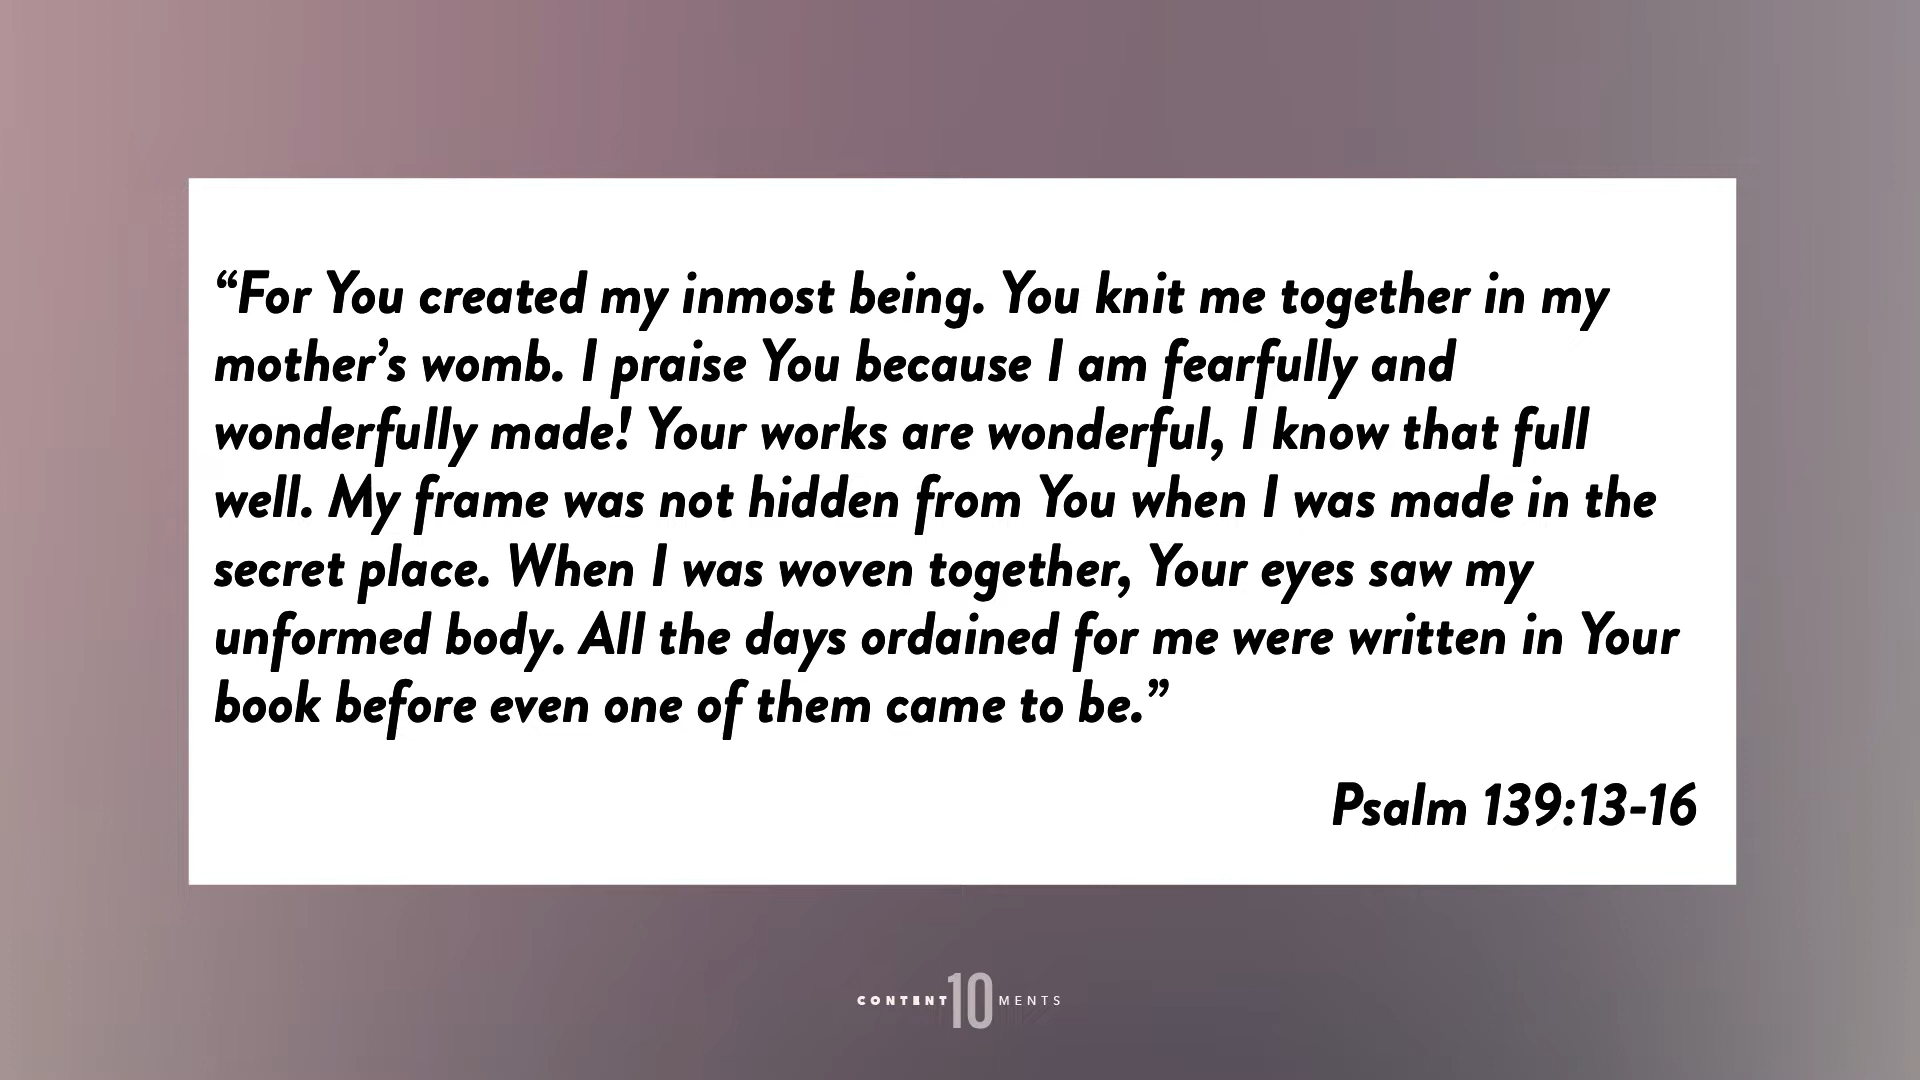 “For You created my inmost being. You knit me together in my
mother’s womb. I praise You because I am fearfully and
wonderfully made! Your works are wonderful, I know that full
well. My frame was not hidden from You when I was made in the
secret place. When I was woven together, Your eyes saw my
unformed body. All the days ordained for me were written in Your
book before even one of them came to be.”
Psalm 139:13-16
CONTENT10MENTS